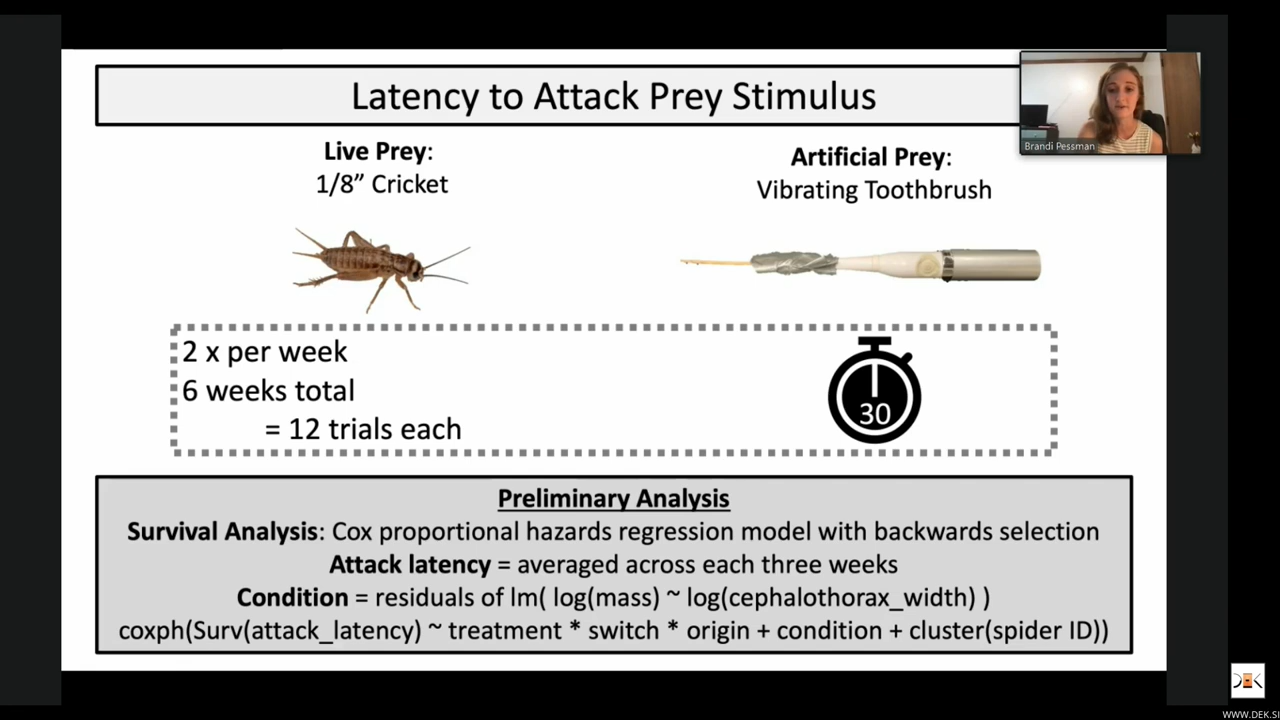 Latency to Attack Prey Stimulus
Brandi Pessman
Live Prey:
1/8” Cricket
Artificial Prey:
Vibrating Toothbrush
2 x per week
6 weeks total
= 12 trials each
30
Preliminary Analysis
Survival Analysis: Cox proportional hazards regression model with backwards selection
Attack latency = averaged across each three weeks
Condition = residuals of lm( log(mass) ~ log(cephalothorax_width) )
coxph(Surv(attack_latency) ~ treatment * switch * origin + condition + cluster(spider ID))
DEK
WWW.DEK.SI